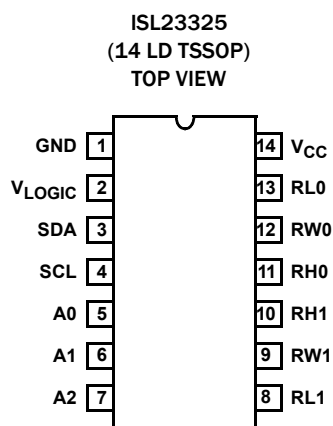 ISL23325
(14 LD TSSOP)
TOP VIEW
GND 1 14 VCC
VLOGIC 2 13 RL0
SDA 3 12 RW0
SCL 4 11 RH0
A0 5 10 RH1
A1 6 9 RW1
A2 7 8 RL1